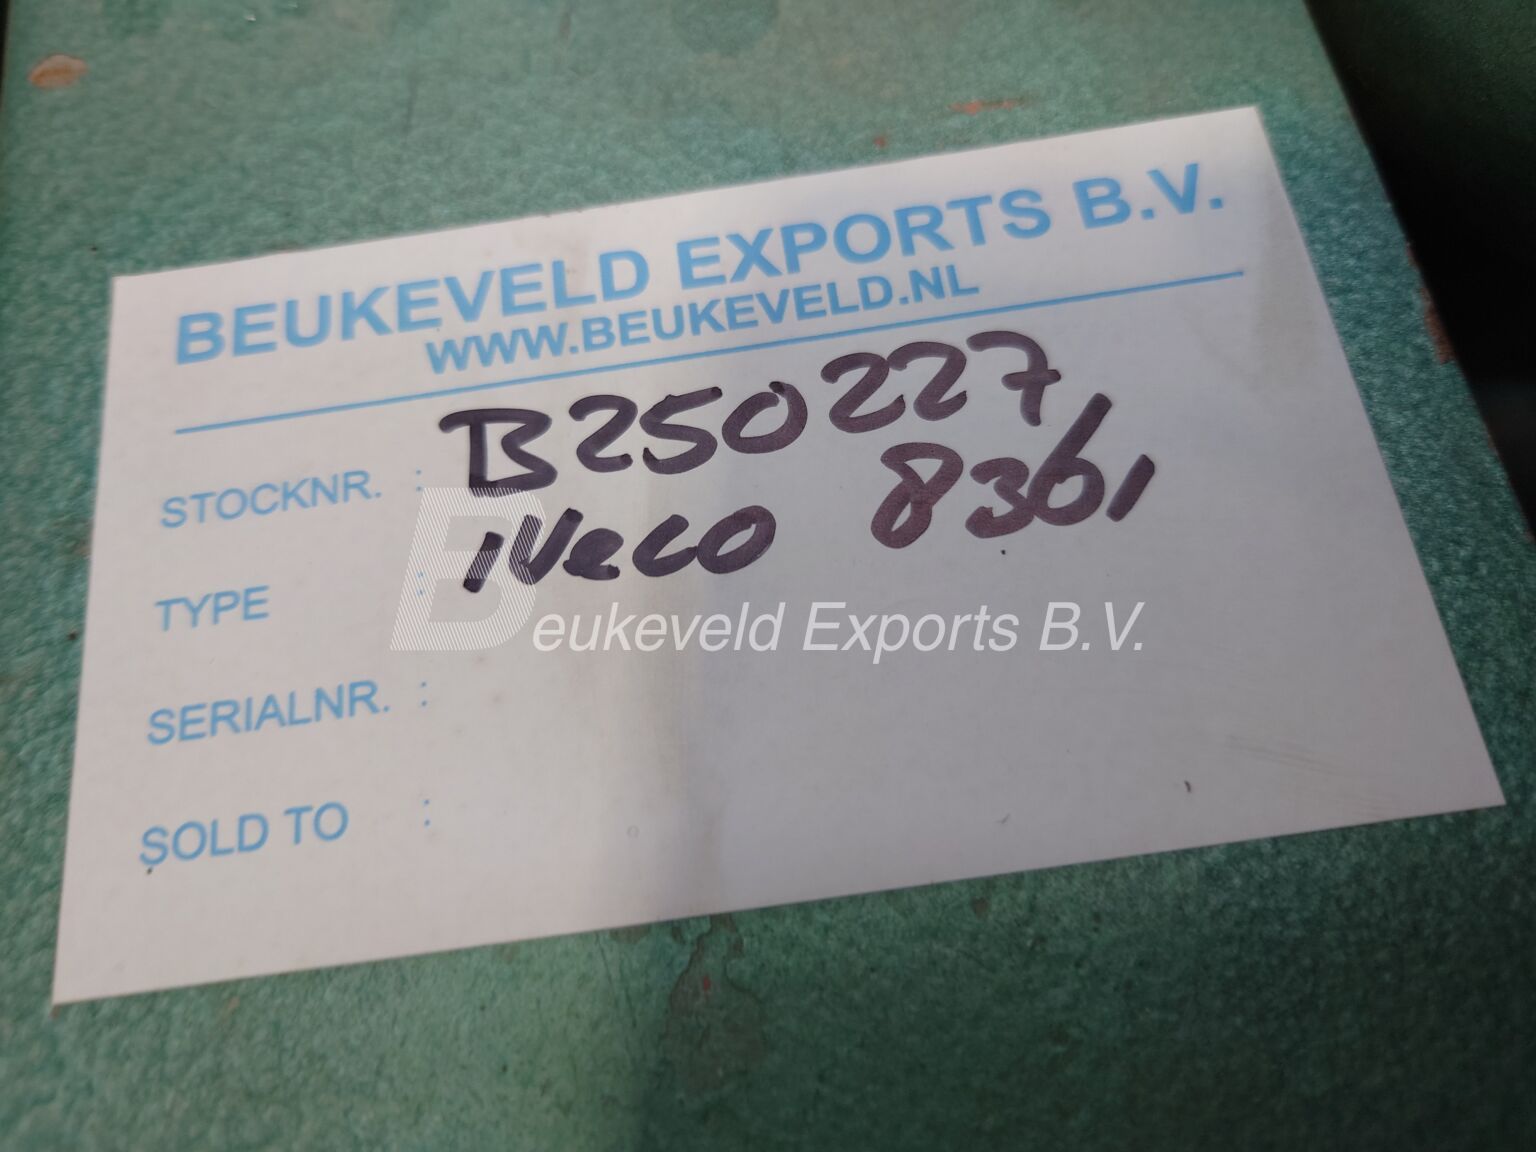 BEUKEVELD EXPORTS B.V.
WWW.BEUKEVELD.NL
STOCKNR. : B250227
TYPE : iveco 8361
Beukeveld Exports B.V.
SERIALNR. :
SOLD TO :